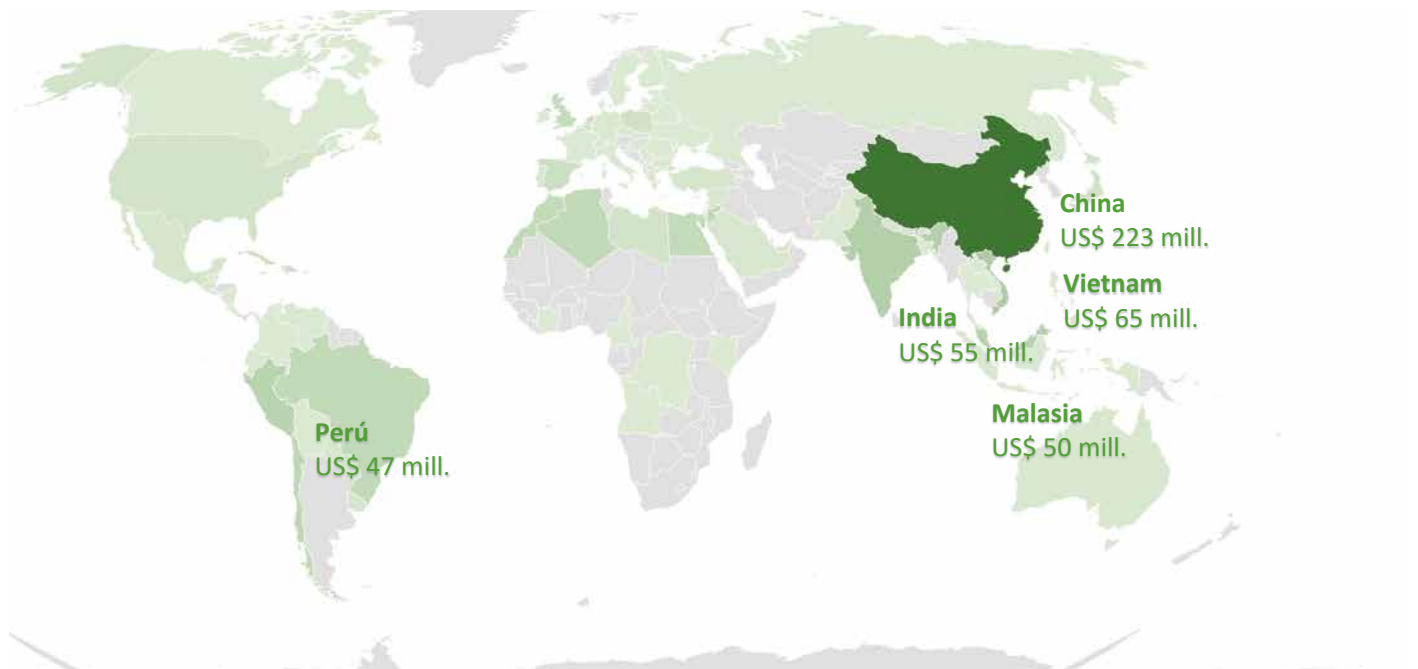 China
US$ 223 mill.
Vietnam
US$ 65 mill.
India
US$ 55 mill.
Malasia
US$ 50 mill.
Perú
US$ 47 mill.